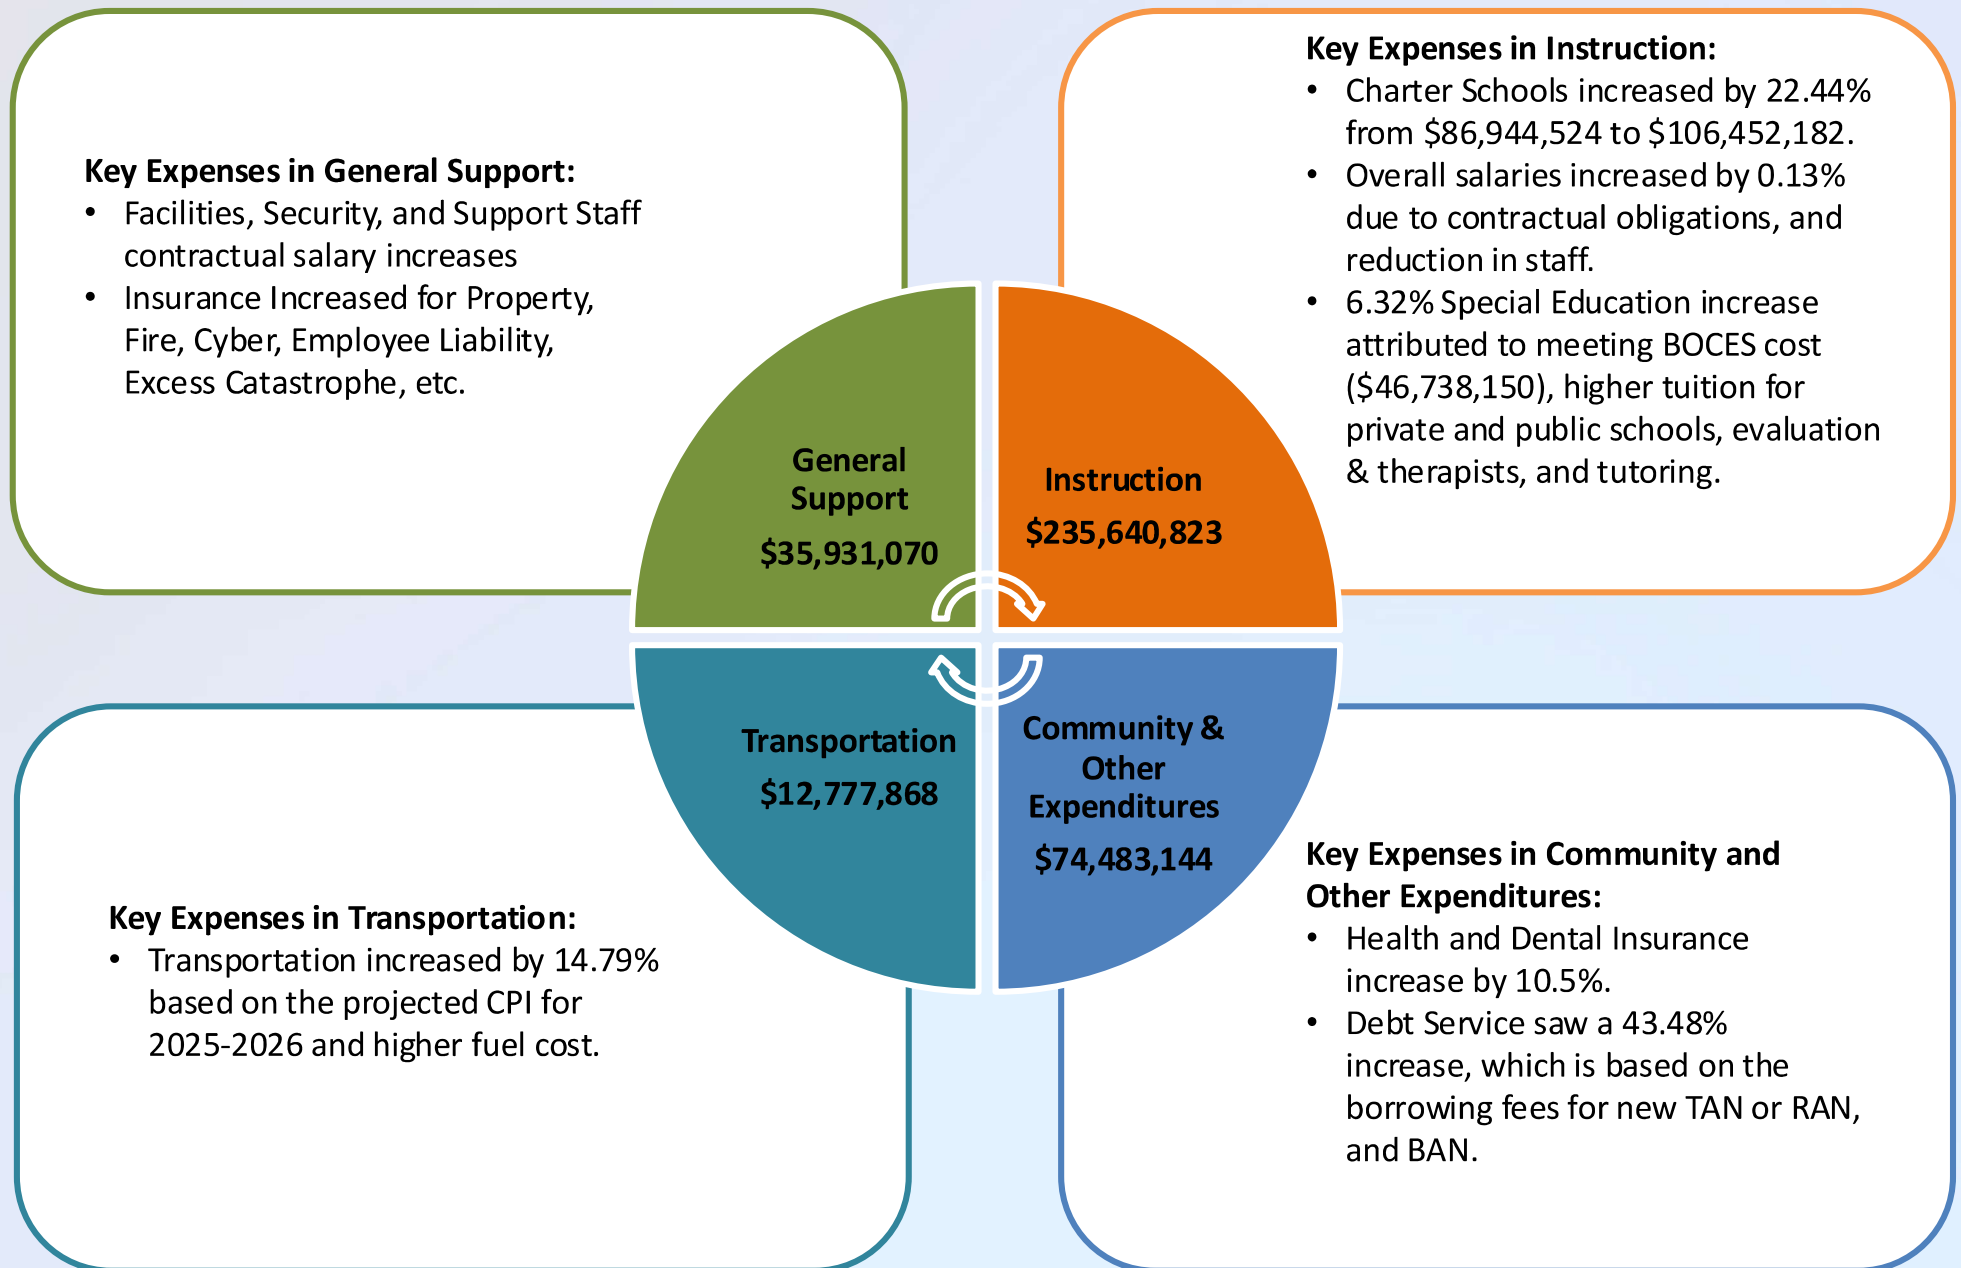 Key Expenses in General Support:
• Facilities, Security, and Support Staff
contractual salary increases
• Insurance Increased for Property,
Fire, Cyber, Employee Liability,
Excess Catastrophe, etc.
Key Expenses in Instruction:
• Charter Schools increased by 22.44%
from $86,944,524 to $106,452,182.
• Overall salaries increased by 0.13%
due to contractual obligations, and
reduction in staff.
• 6.32% Special Education increase
attributed to meeting BOCES cost
($46,738,150), higher tuition for
private and public schools, evaluation
& therapists, and tutoring.
General
Support
$35,931,070
Instruction
$235,640,823
Transportation
$12,777,868
Community &
Other
Expenditures
$74,483,144
Key Expenses in Transportation:
• Transportation increased by 14.79%
based on the projected CPI for
2025-2026 and higher fuel cost.
Key Expenses in Community and
Other Expenditures:
• Health and Dental Insurance
increase by 10.5%.
• Debt Service saw a 43.48%
increase, which is based on the
borrowing fees for new TAN or RAN,
and BAN.